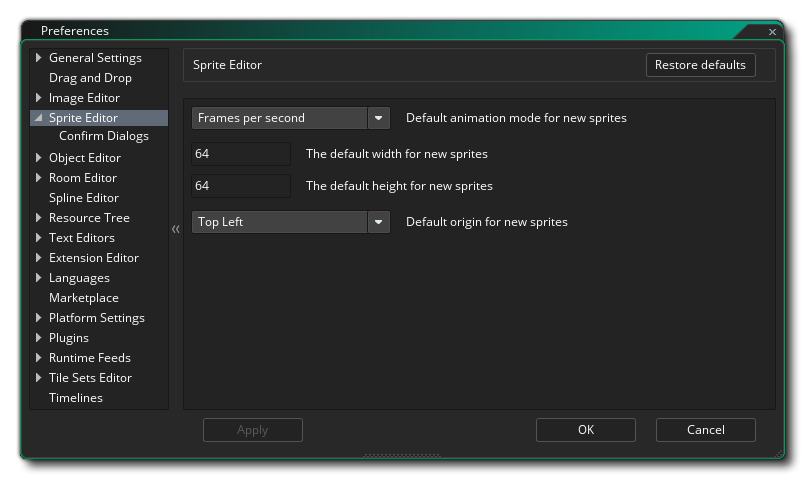 Preferences
General Settings
Drag and Drop
Image Editor
Sprite Editor
Confirm Dialogs
Object Editor
Room Editor
Spline Editor
Resource Tree
Text Editors
Extension Editor
Languages
Marketplace
Platform Settings
Plugins
Runtime Feeds
Tile Sets Editor
Timelines
Sprite Editor
Restore defaults
Frames per second Default animation mode for new sprites
64 The default width for new sprites
64 The default height for new sprites
Top Left Default origin for new sprites
Apply OK Cancel